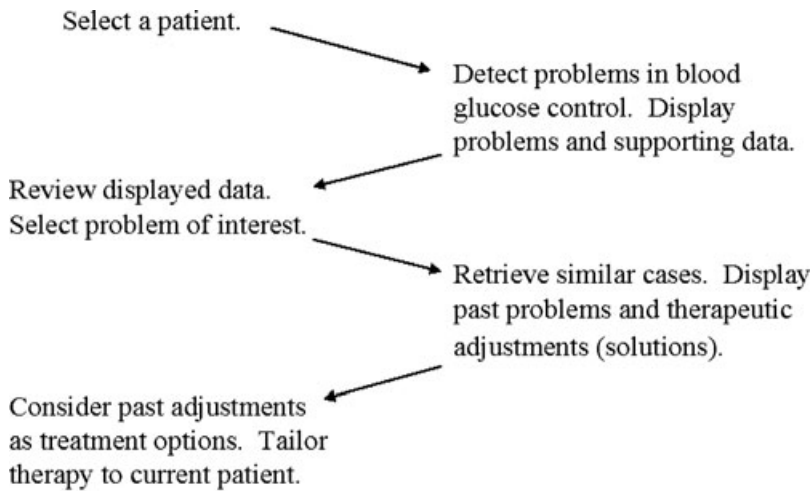 Select a patient.
Detect problems in blood
glucose control.  Display
problems and supporting data.
Review displayed data.
Select problem of interest.
Retrieve similar cases.  Display
past problems and therapeutic
adjustments (solutions).
Consider past adjustments
as treatment options.  Tailor
therapy to current patient.